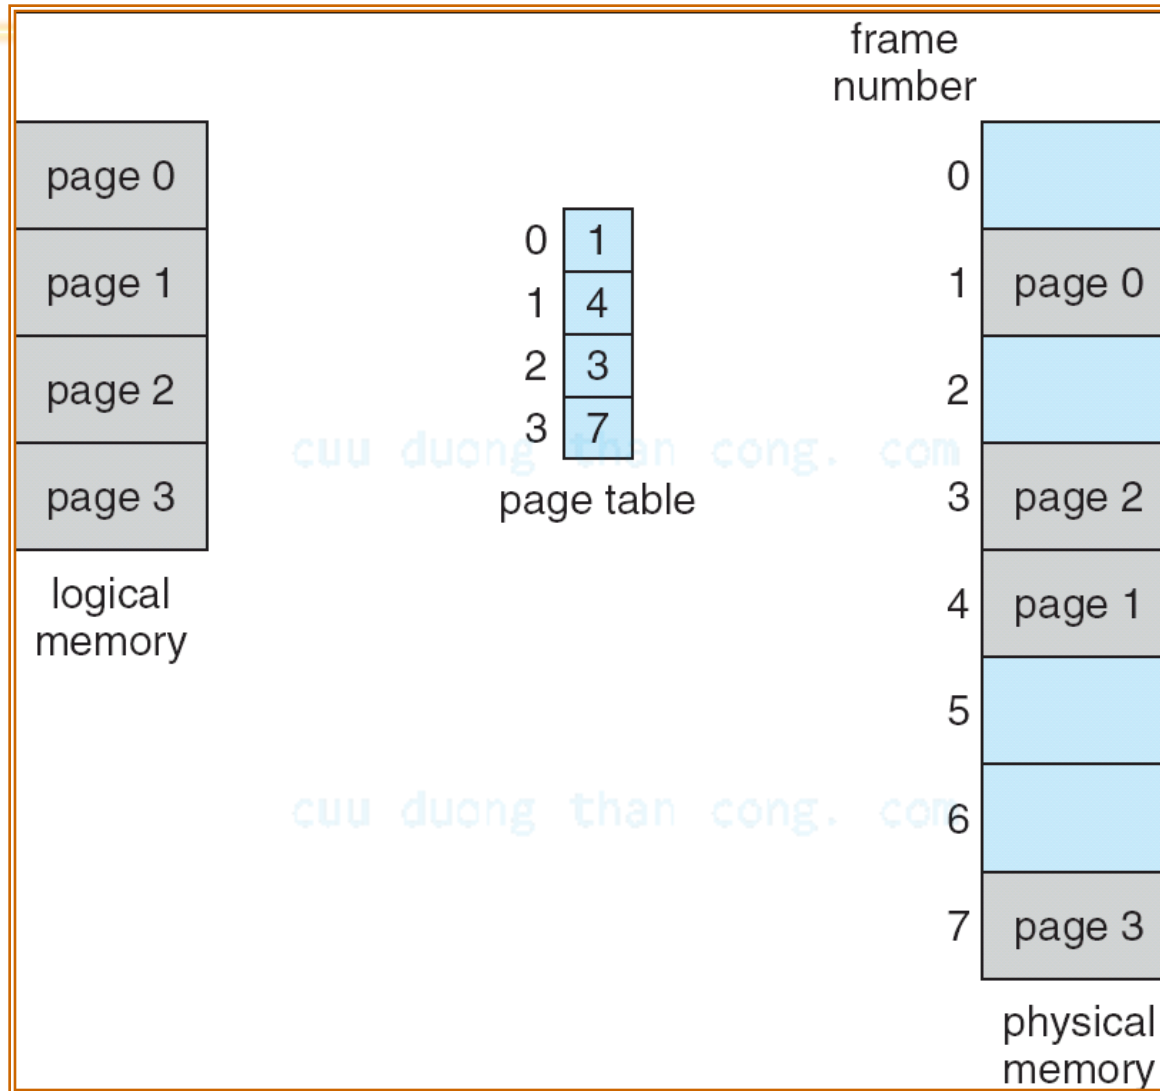 frame
number
page 0
page 1
page 2
page 3
logical
memory
0 1
1 4
2 3
3 7
page table
cuu duong than cong. com
cuu duong than cong. com
0
1 page 0
2
3 page 2
4 page 1
5
6
7 page 3
physical
memory